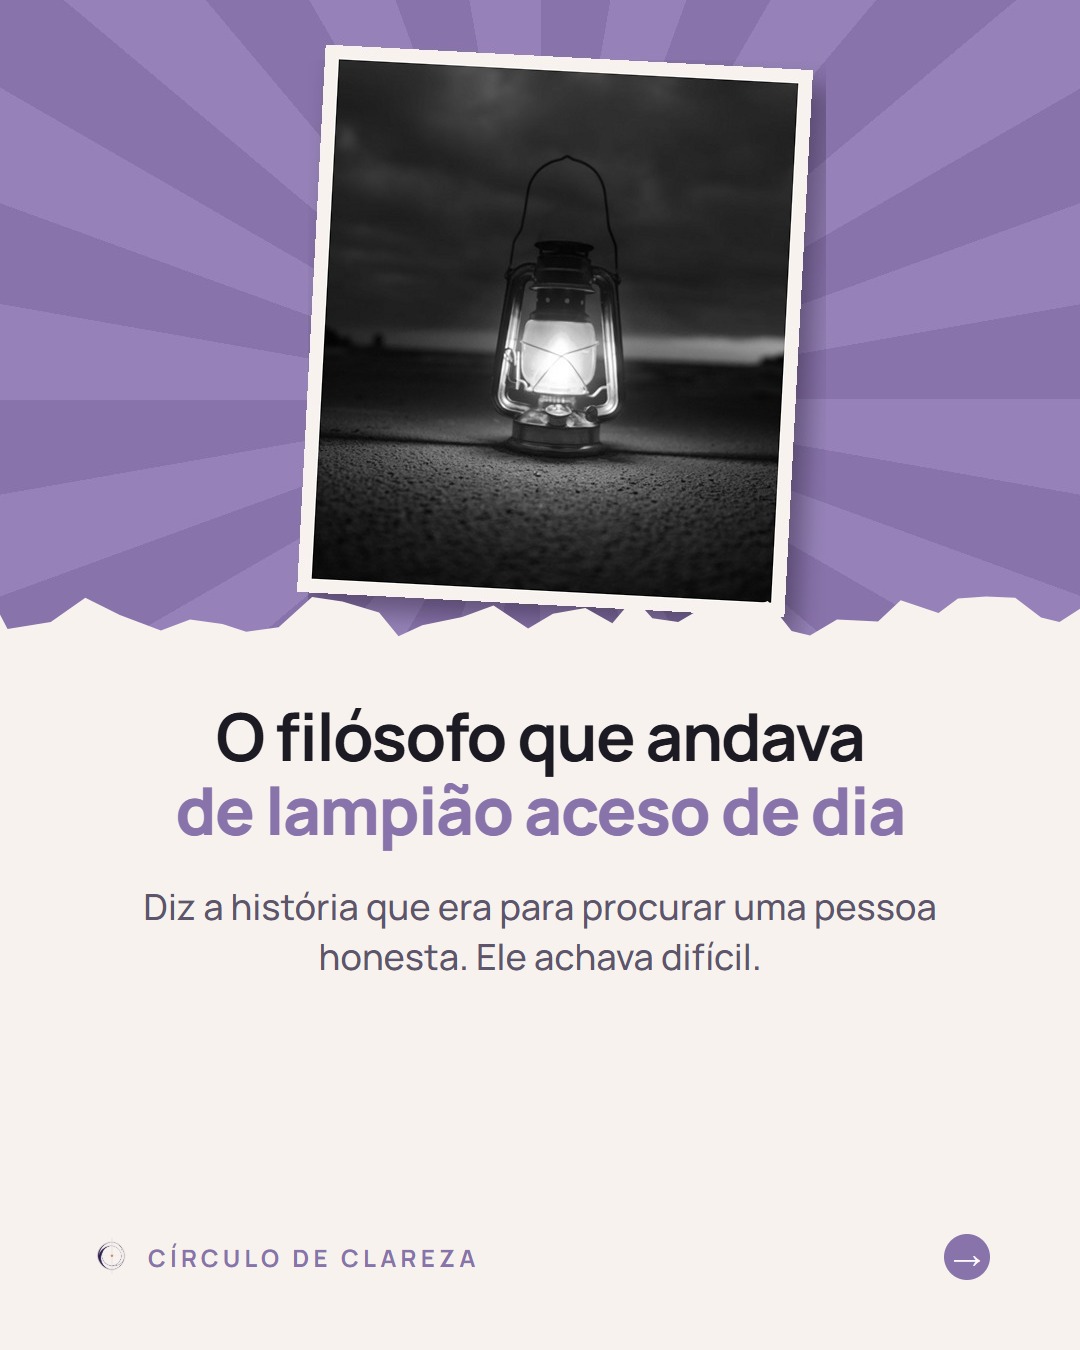 O filósofo que andava
de lampião aceso de dia
Diz a história que era para procurar uma pessoa
honesta. Ele achava difícil.
CÍRCULO DE CLAREZA
→